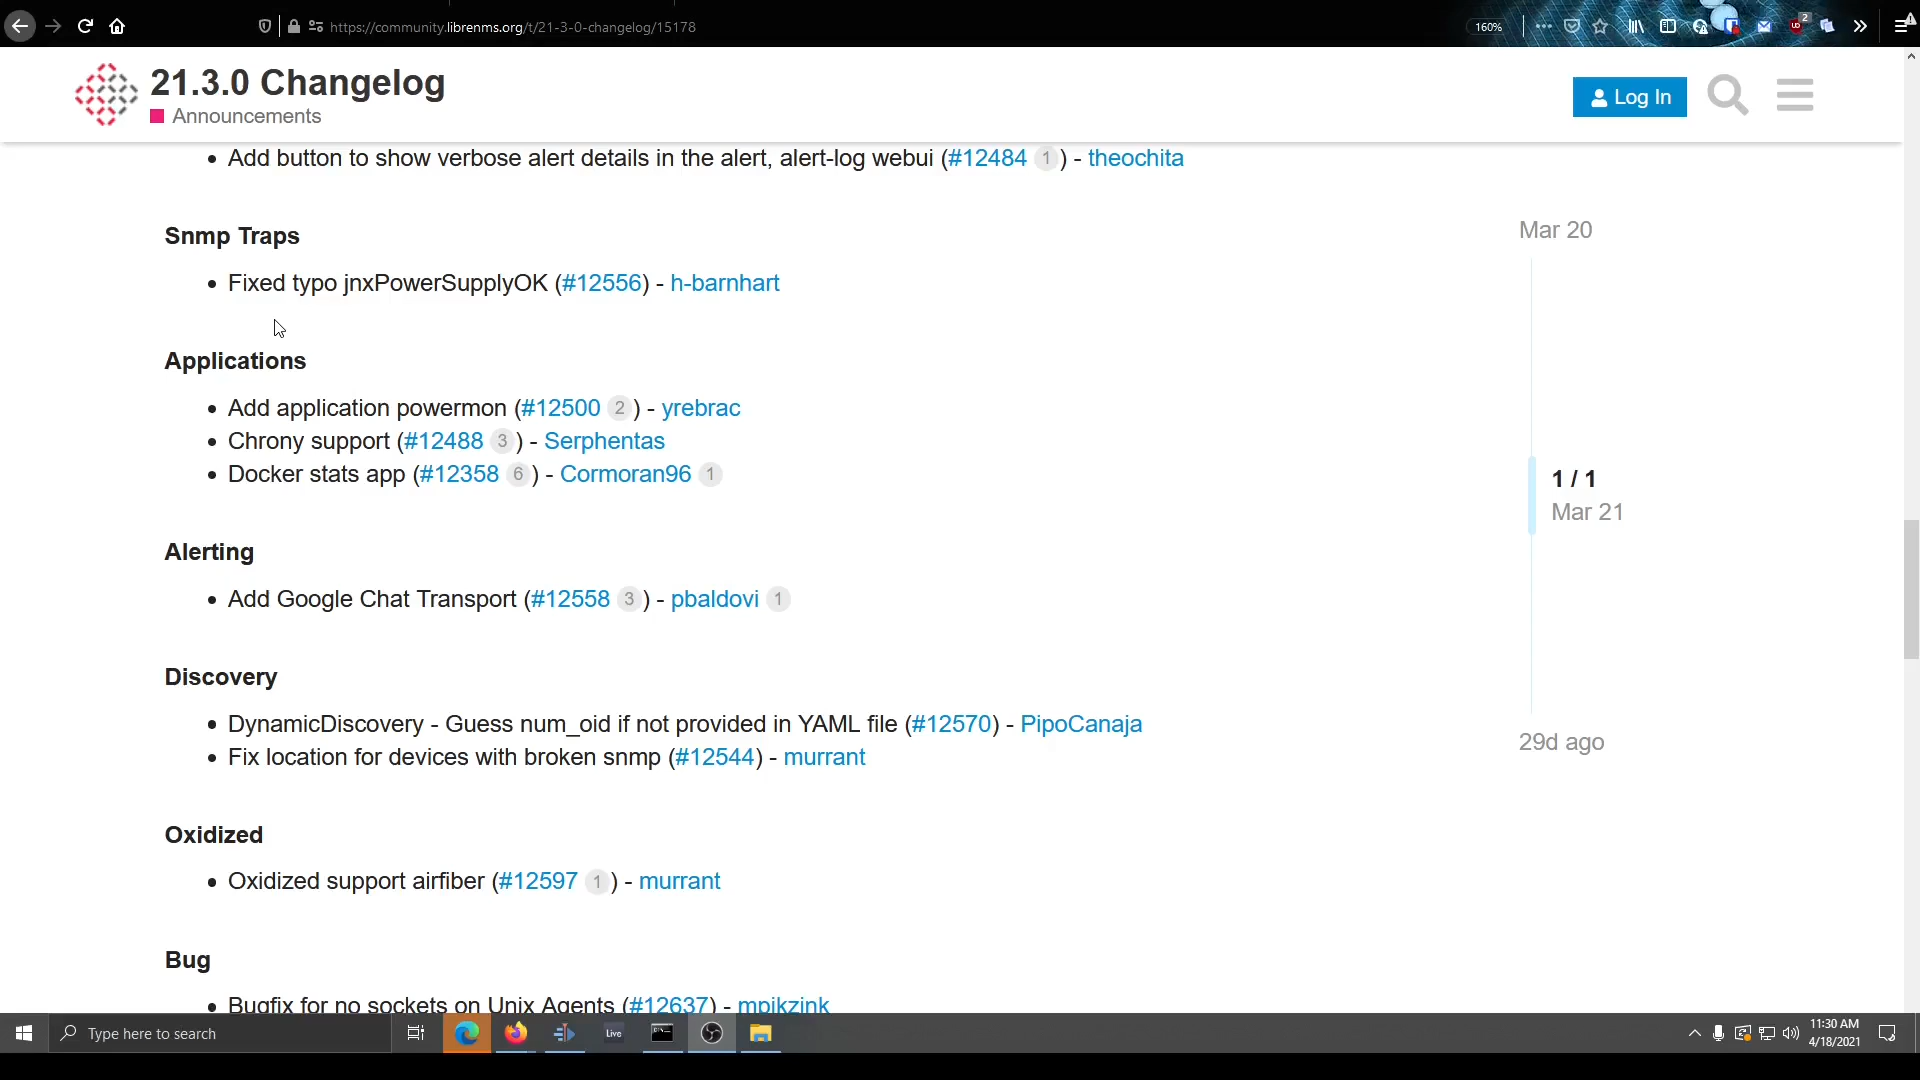 https://community.librenms.org/t/21-3-0-changelog/15178
160%
2
21.3.0 Changelog
Announcements
Log In
Add button to show verbose alert details in the alert, alert-log webui (#12484 1 ) - theochita
Snmp Traps
Fixed typo jnxPowerSupplyOK (#12556) - h-barnhart
Applications
Add application powermon (#12500 2 ) - yrebrac
Chrony support (#12488 3 ) - Serphentas
Docker stats app (#12358 6 ) - Cormoran96 1
Alerting
Add Google Chat Transport (#12558 3 ) - pbaldovi 1
Discovery
DynamicDiscovery - Guess num_oid if not provided in YAML file (#12570) - PipoCanaja
Fix location for devices with broken snmp (#12544) - murrant
Oxidized
Oxidized support airfiber (#12597 1 ) - murrant
Bug
Bugfix for no sockets on Unix Agents (#12637) - mpikzink
Mar 20
1 / 1
Mar 21
29d ago
Type here to search
Live
11:30 AM
4/18/2021